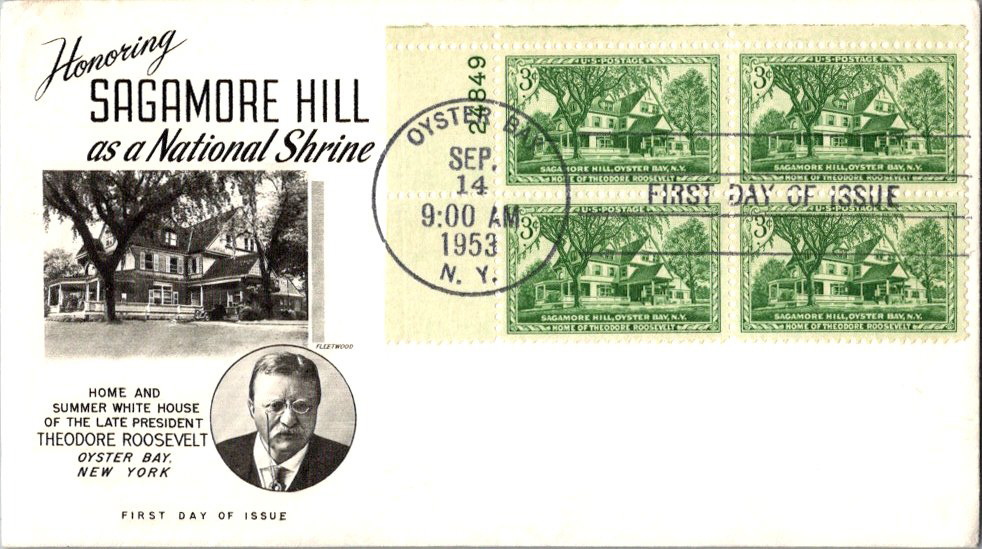 Honoring
SAGAMORE HILL
as a National Shrine
FLEETWOOD
HOME AND
SUMMER WHITE HOUSE
OF THE LATE PRESIDENT
THEODORE ROOSEVELT
OYSTER BAY,
NEW YORK
FIRST DAY OF ISSUE
24849
OYSTER BAY
SEP.
14
9:00 AM
1953
N. Y.
FIRST DAY OF ISSUE
U·S·POSTAGE
3¢
SAGAMORE HILL, OYSTER BAY, N.Y.
HOME OF THEODORE ROOSEVELT
U·S·POSTAGE
3¢
SAGAMORE HILL, OYSTER BAY, N.Y.
HOME OF THEODORE ROOSEVELT
U·S·POSTAGE
3¢
SAGAMORE HILL, OYSTER BAY, N.Y.
HOME OF THEODORE ROOSEVELT
U·S·POSTAGE
3¢
SAGAMORE HILL, OYSTER BAY, N.Y.
HOME OF THEODORE ROOSEVELT